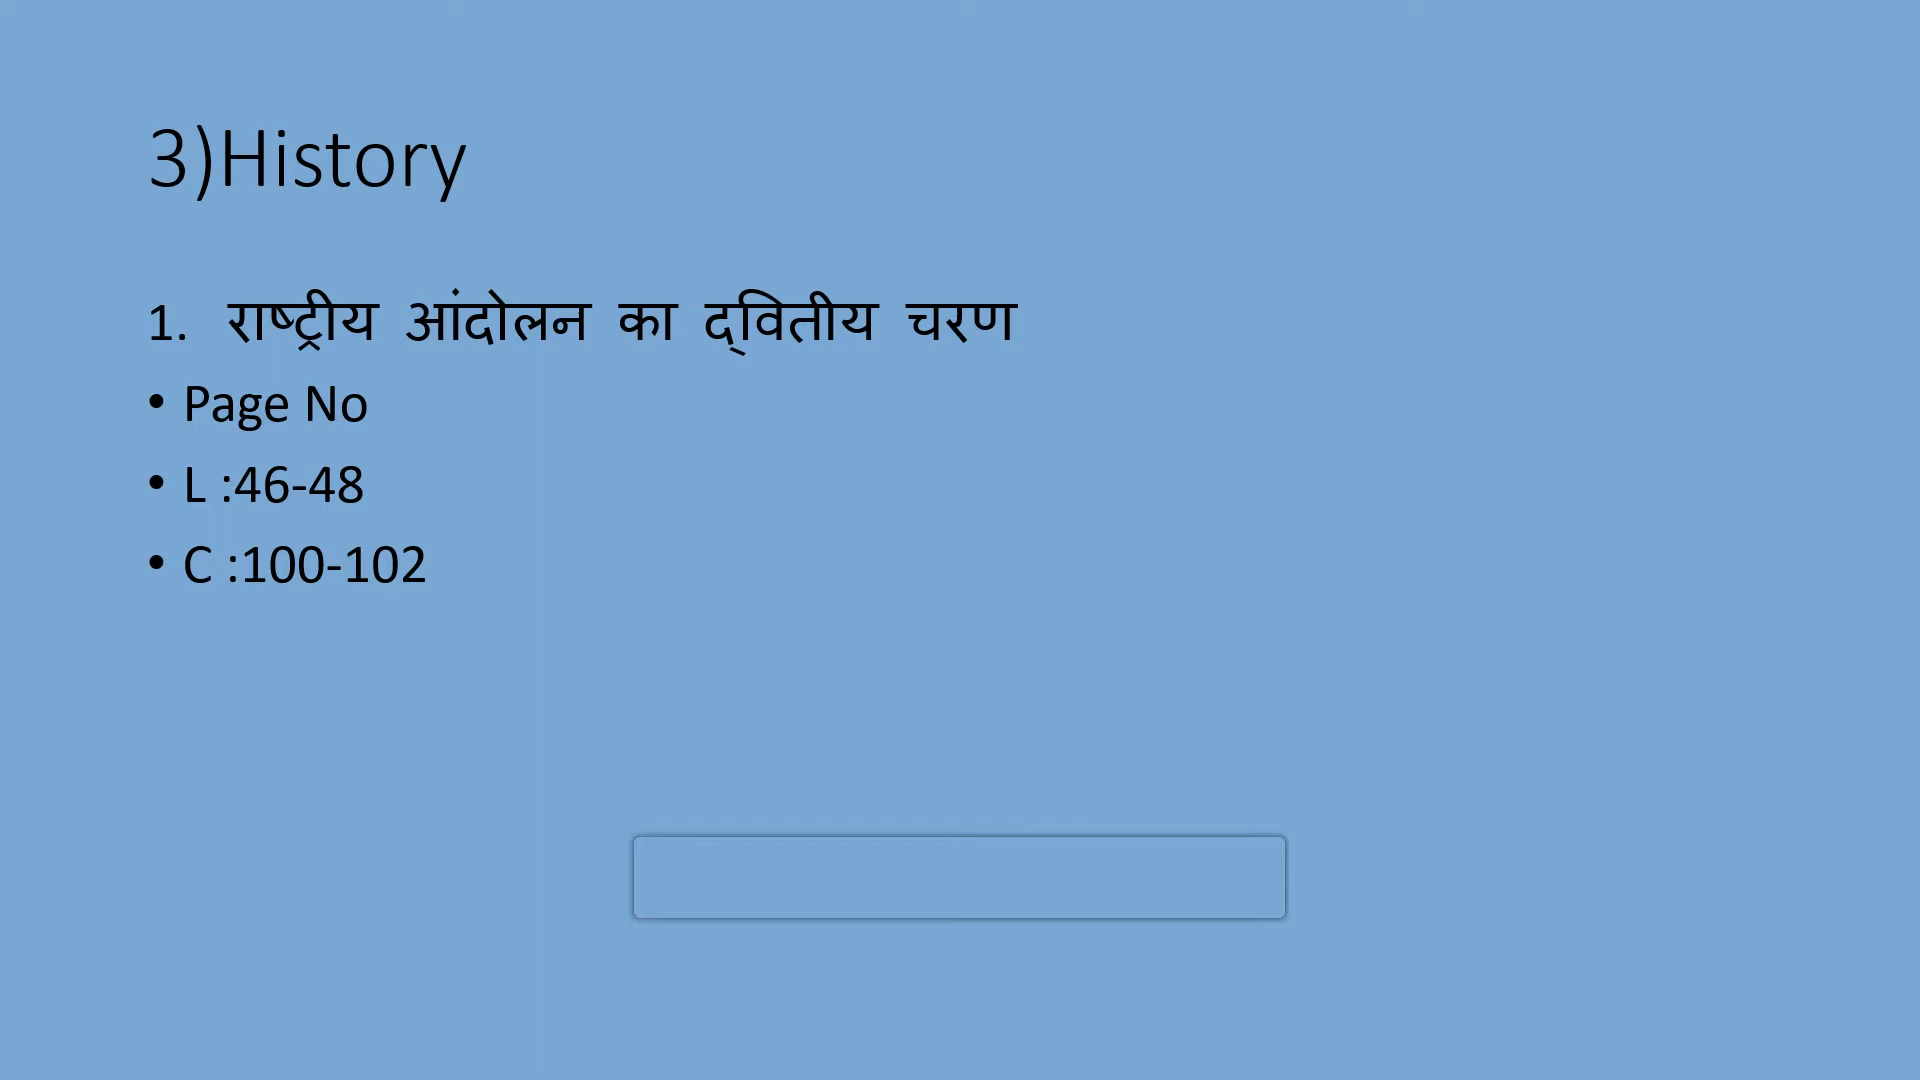 3)History
1. राष्ट्रीय आंदोलन का द्वितीय चरण
• Page No
• L :46-48
• C :100-102